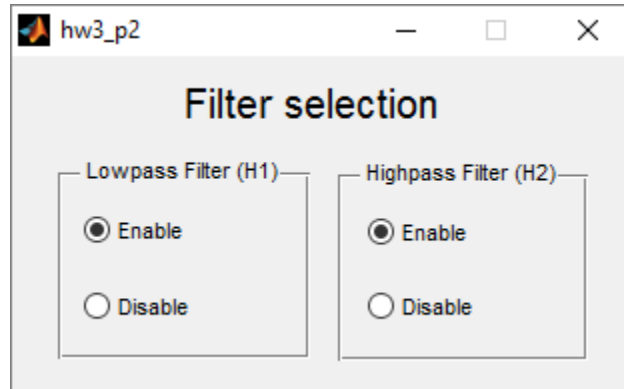 hw3_p2
Filter selection
Lowpass Filter (H1)
Enable
Disable
Highpass Filter (H2)
Enable
Disable